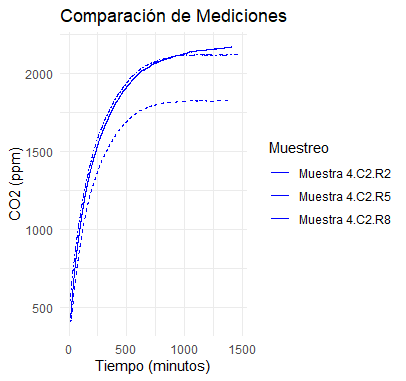 Comparación de Mediciones
CO2 (ppm)
2000
1500
1000
500
0
500
1000
1500
Tiempo (minutos)
Muestreo
Muestra 4.C2.R2
Muestra 4.C2.R5
Muestra 4.C2.R8